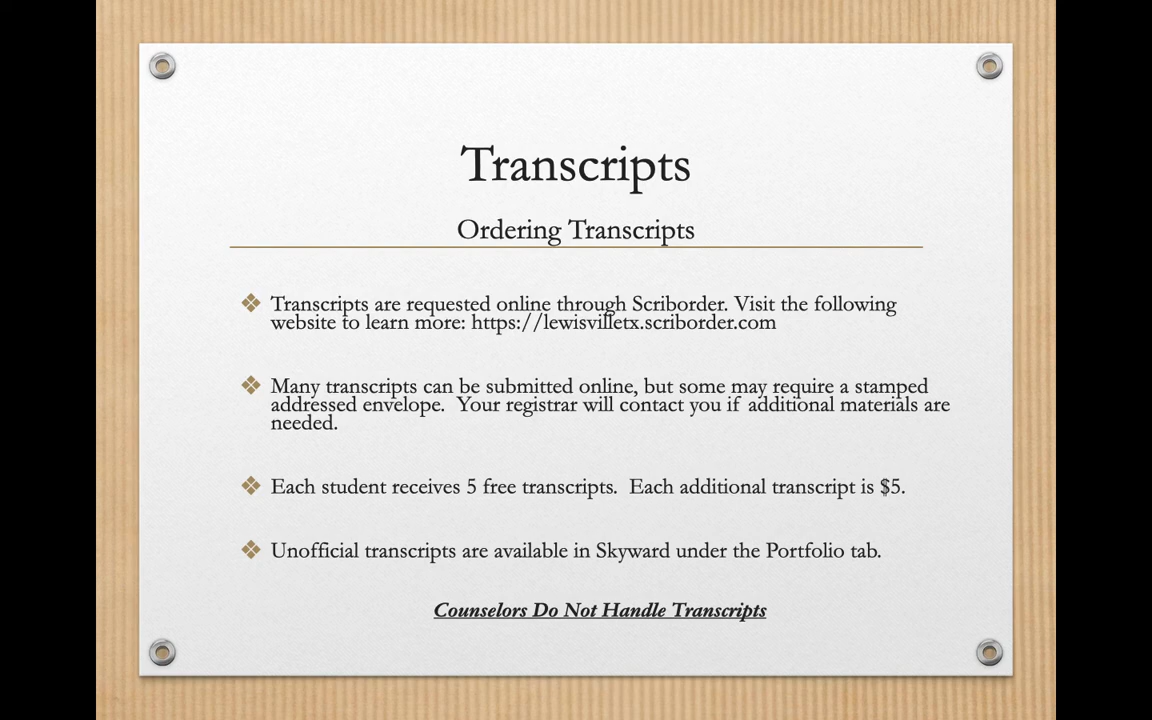 Transcripts
Ordering Transcripts
Transcripts are requested online through Scriborder. Visit the following
website to learn more: https://lewisvilletx.scriborder.com
Many transcripts can be submitted online, but some may require a stamped
addressed envelope.  Your registrar will contact you if additional materials are
needed.
Each student receives 5 free transcripts.  Each additional transcript is $5.
Unofficial transcripts are available in Skyward under the Portfolio tab.
Counselors Do Not Handle Transcripts